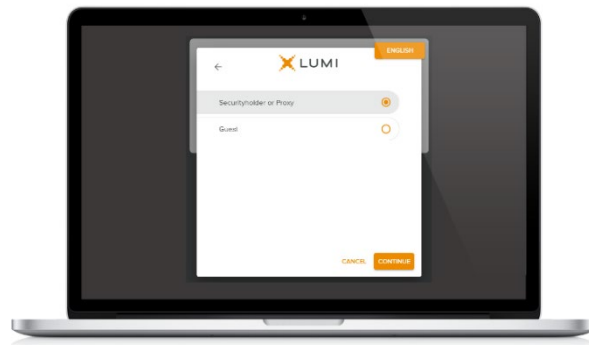 ENGLISH
LUMI
Securityholder or Proxy
Guest
CANCEL CONTINUE